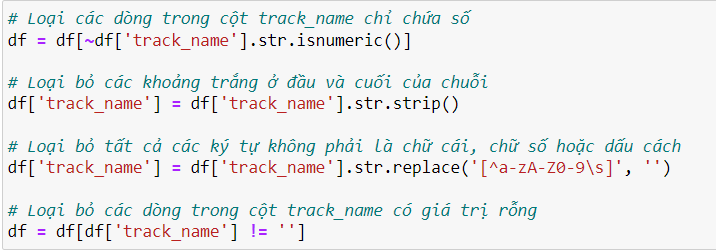 # Loại các dòng trong cột track_name chỉ chứa số
df = df[~df['track_name'].str.isnumeric()]
# Loại bỏ các khoảng trắng ở đầu và cuối của chuỗi
df['track_name'] = df['track_name'].str.strip()
# Loại bỏ tất cả các ký tự không phải là chữ cái, chữ số hoặc dấu cách
df['track_name'] = df['track_name'].str.replace('[^a-zA-Z0-9\s]', '')
# Loại bỏ các dòng trong cột track_name có giá trị rỗng
df = df[df['track_name'] != '']